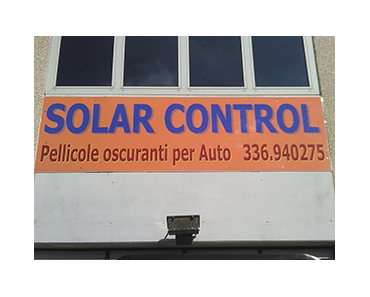 SOLAR CONTROL
Pellicole oscuranti per Auto 336.940275